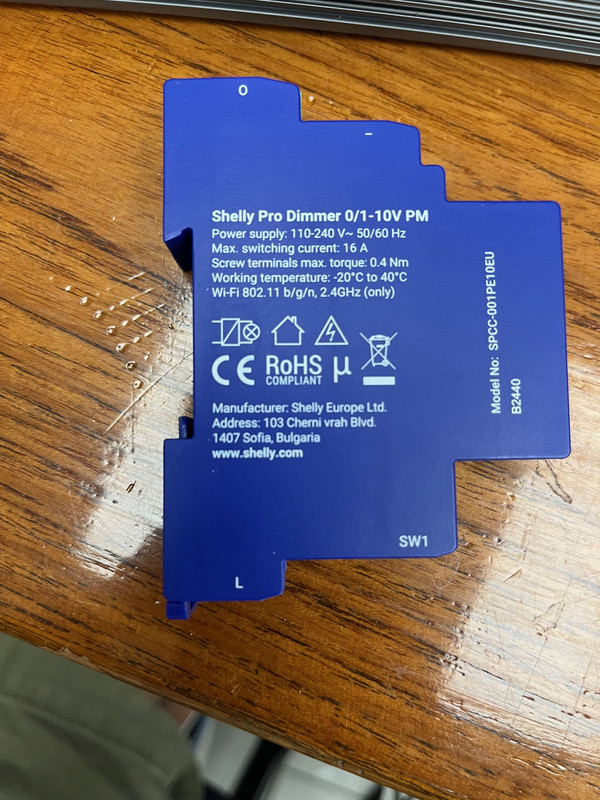 O
–
Shelly Pro Dimmer 0/1-10V PM
Power supply: 110-240 V~ 50/60 Hz
Max. switching current: 16 A
Screw terminals max. torque: 0.4 Nm
Working temperature: -20°C to 40°C
Wi-Fi 802.11 b/g/n, 2.4GHz (only)
CE RoHS µ
COMPLIANT
Manufacturer: Shelly Europe Ltd.
Address: 103 Cherni vrah Blvd.
1407 Sofia, Bulgaria
www.shelly.com
Model No: SPCC-001PE10EU
B2440
SW1
L